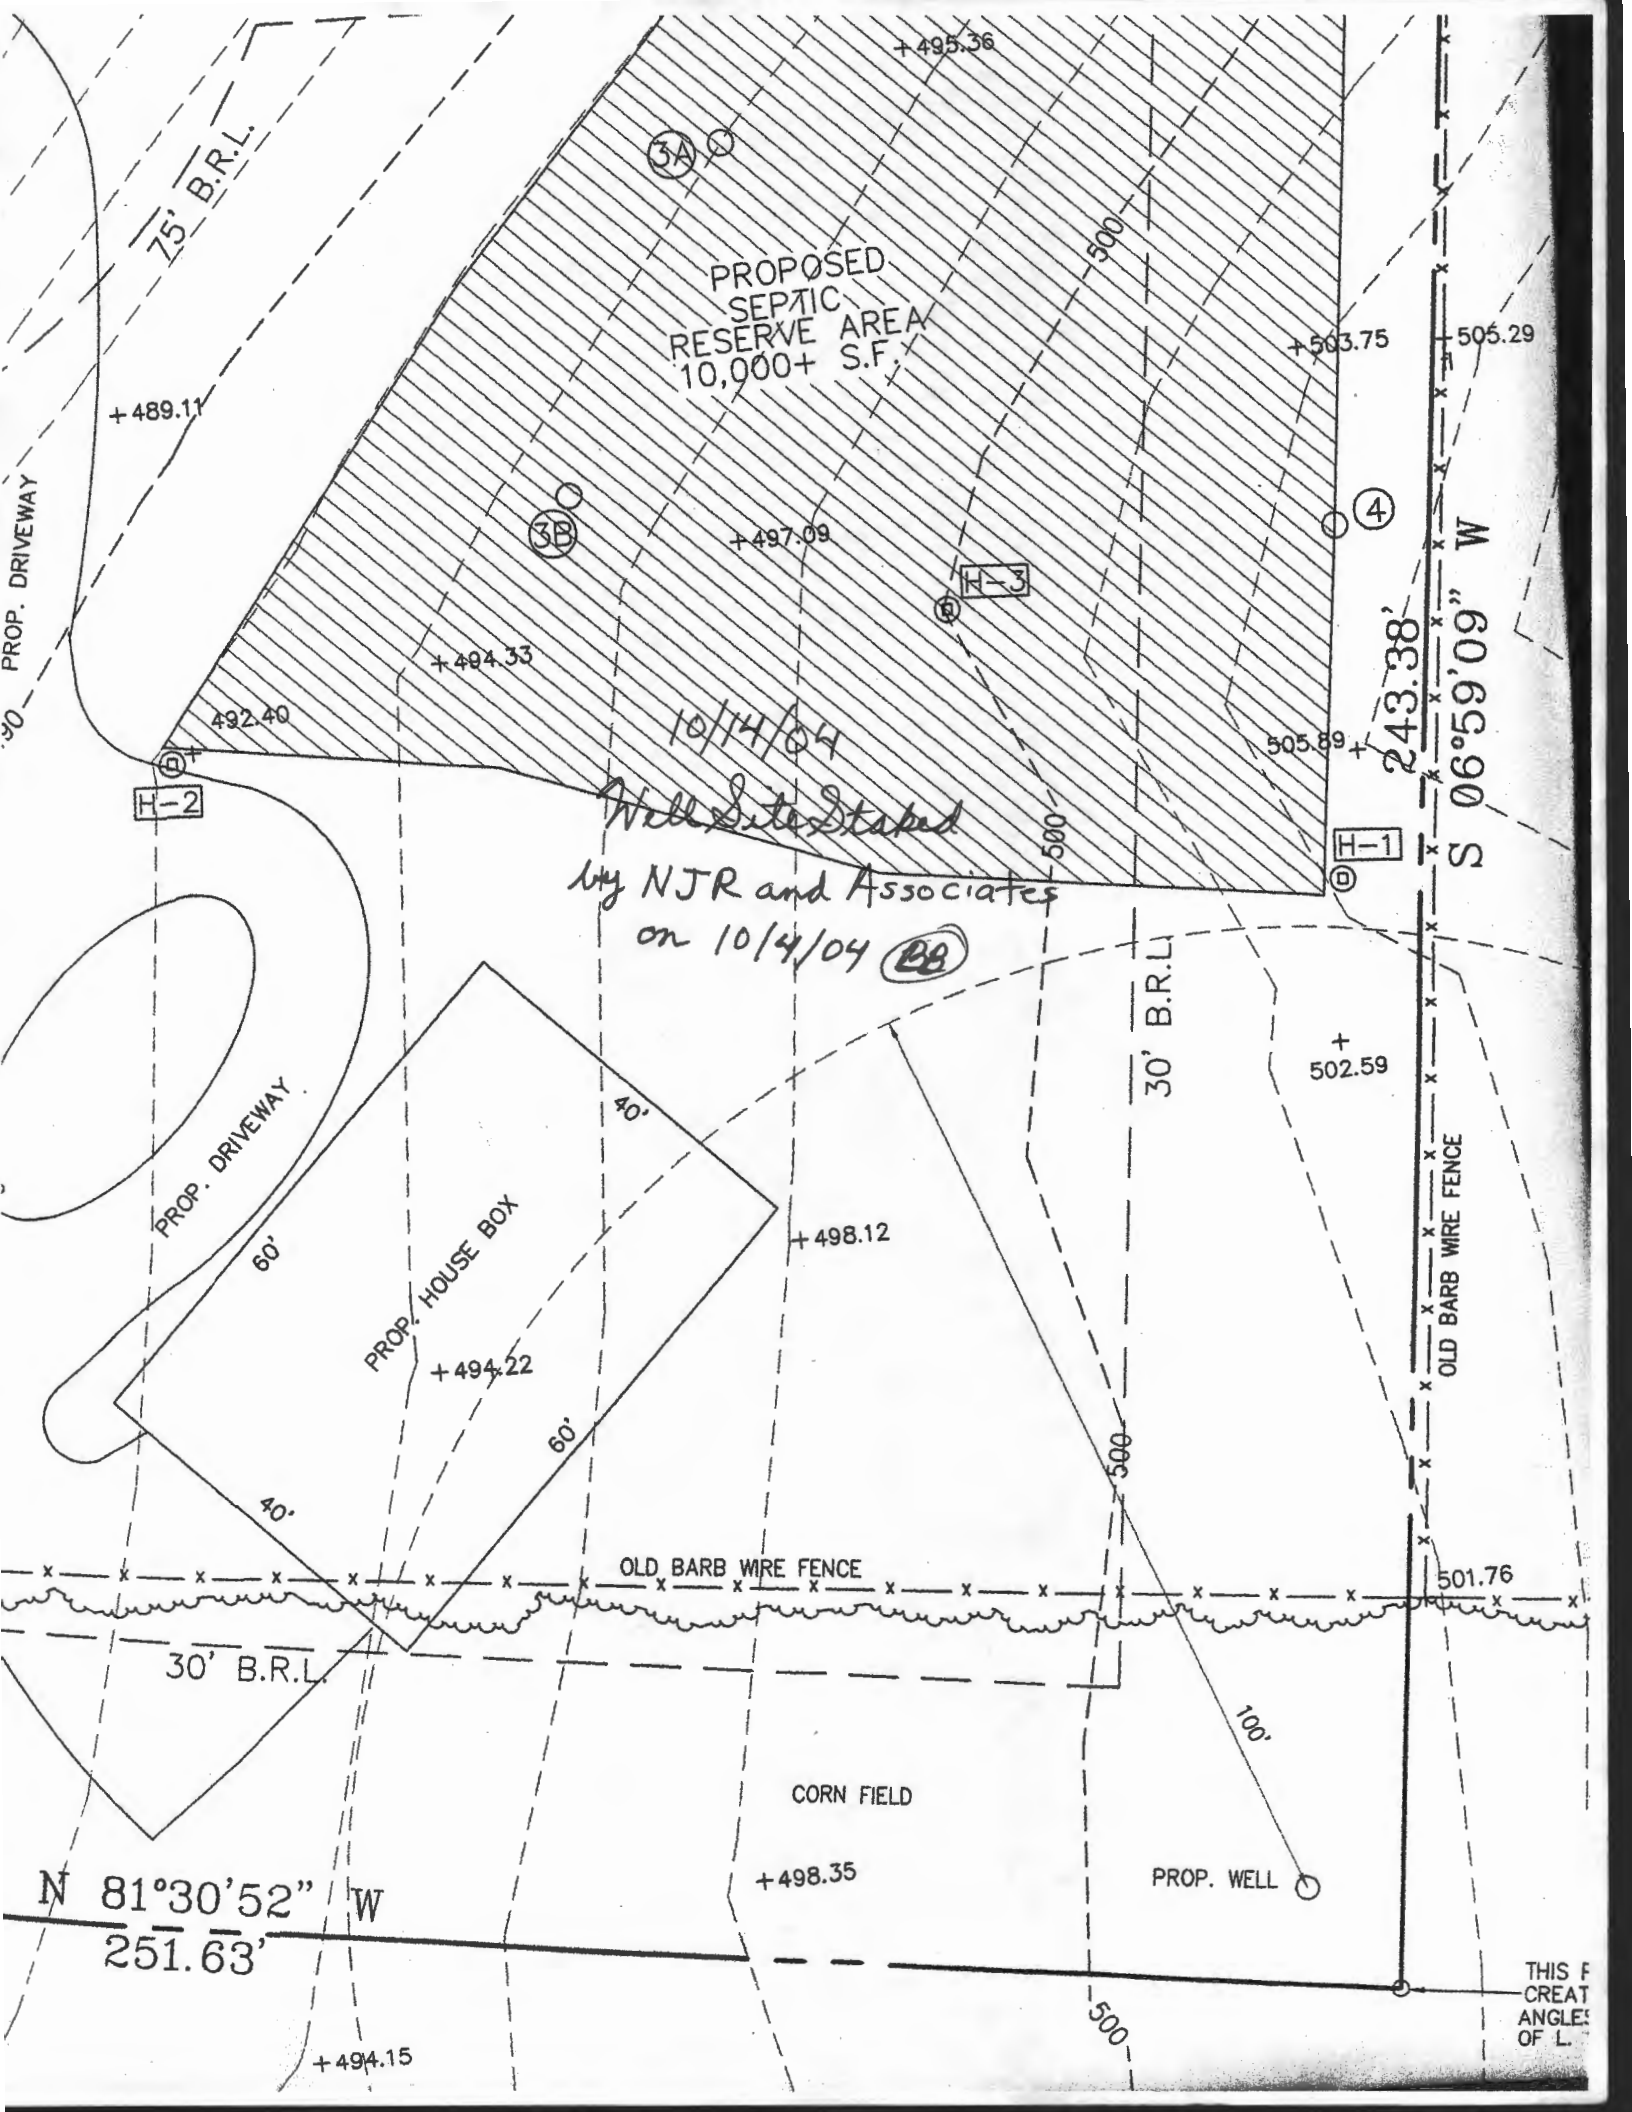 +495.36
75' B.R.L.
3A
500
PROPOSED
SEPTIC
RESERVE AREA
10,000+ S.F.
+503.75
+505.29
+489.11
PROP. DRIVEWAY
3B
+497.09
4
H-3
243.38'
S 06°59'09" W
+494.33
492.40
+
10/14/04
505.89+
H-2
Well Site Staked
500
H-1
by NJR and Associates
on 10/4/04 BB
30' B.R.L.
+
502.59
40'
PROP. DRIVEWAY
60'
PROP. HOUSE BOX
+498.12
OLD BARB WIRE FENCE
+494.22
60'
500
40'
OLD BARB WIRE FENCE
501.76
30' B.R.L.
100'
CORN FIELD
+498.35
PROP. WELL
N 81°30'52" W
251.63'
THIS
CREAT
ANGLES
OF L.
500
+494.15